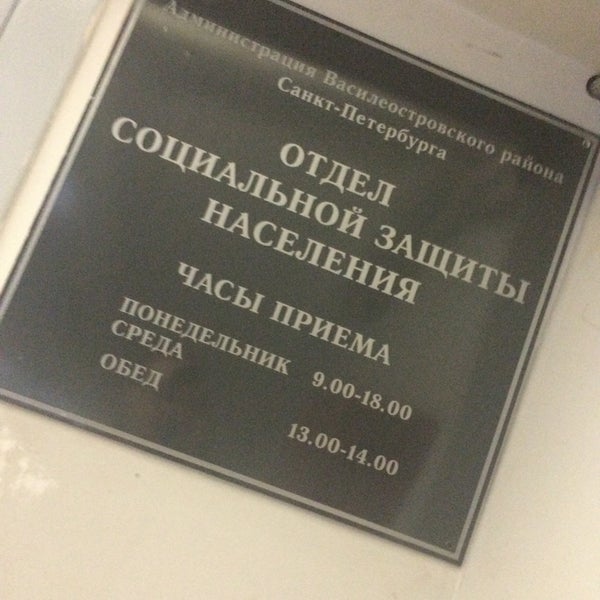 Администрация Василеостровского района
Санкт-Петербурга
ОТДЕЛ
СОЦИАЛЬНОЙ ЗАЩИТЫ
НАСЕЛЕНИЯ
ЧАСЫ ПРИЕМА
ПОНЕДЕЛЬНИК 9.00-18.00
СРЕДА
ОБЕД 13.00-14.00